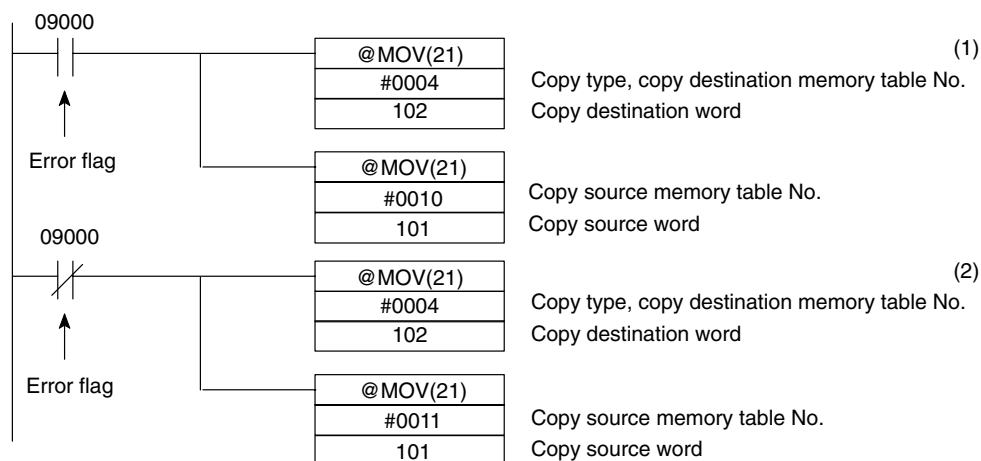 09000
@MOV(21) (1)
#0004 Copy type, copy destination memory table No.
102 Copy destination word
Error flag
@MOV(21)
#0010 Copy source memory table No.
101 Copy source word
09000
@MOV(21) (2)
#0004 Copy type, copy destination memory table No.
102 Copy destination word
Error flag
@MOV(21)
#0011 Copy source memory table No.
101 Copy source word